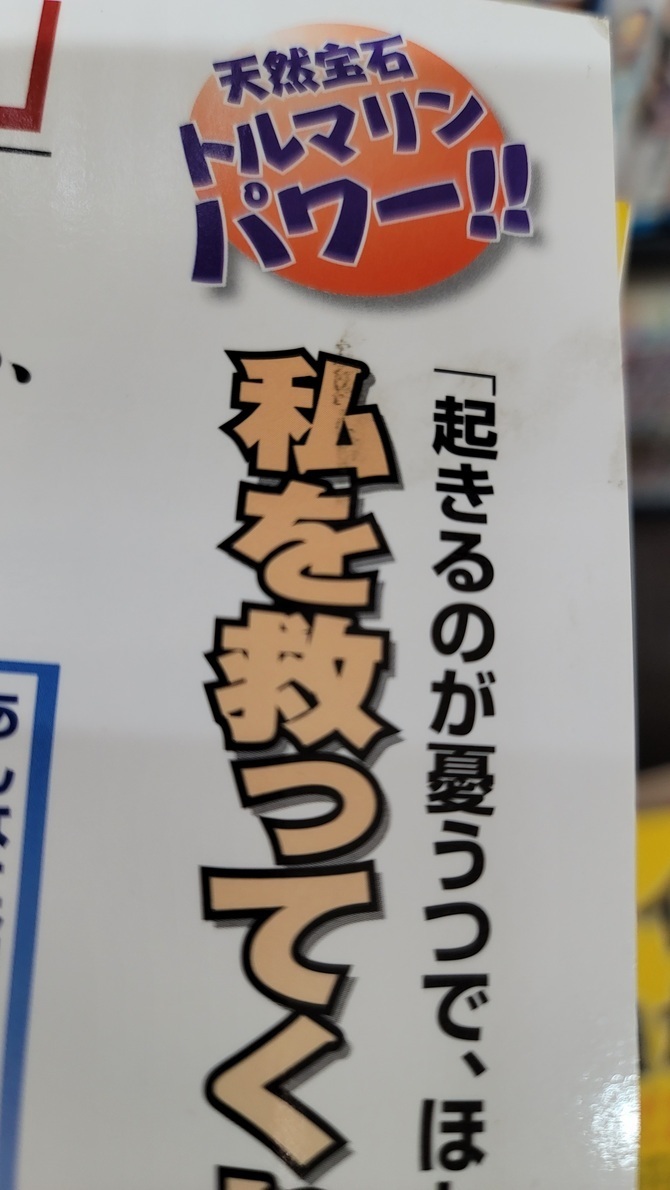 天然宝石
トルマリン
パワー!!
「起きるのが憂うつで、ほ
私を救ってく